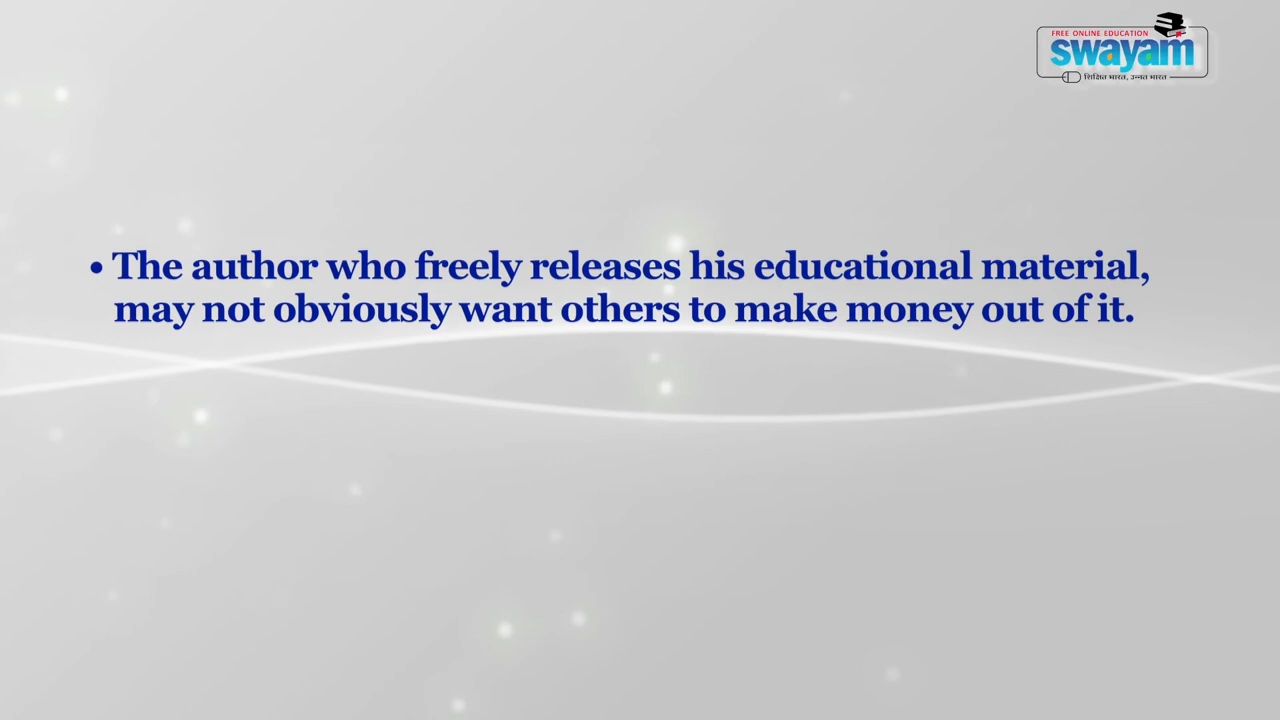 FREE ONLINE EDUCATION
swayam
शिक्षित भारत, उन्नत भारत
• The author who freely releases his educational material,
may not obviously want others to make money out of it.